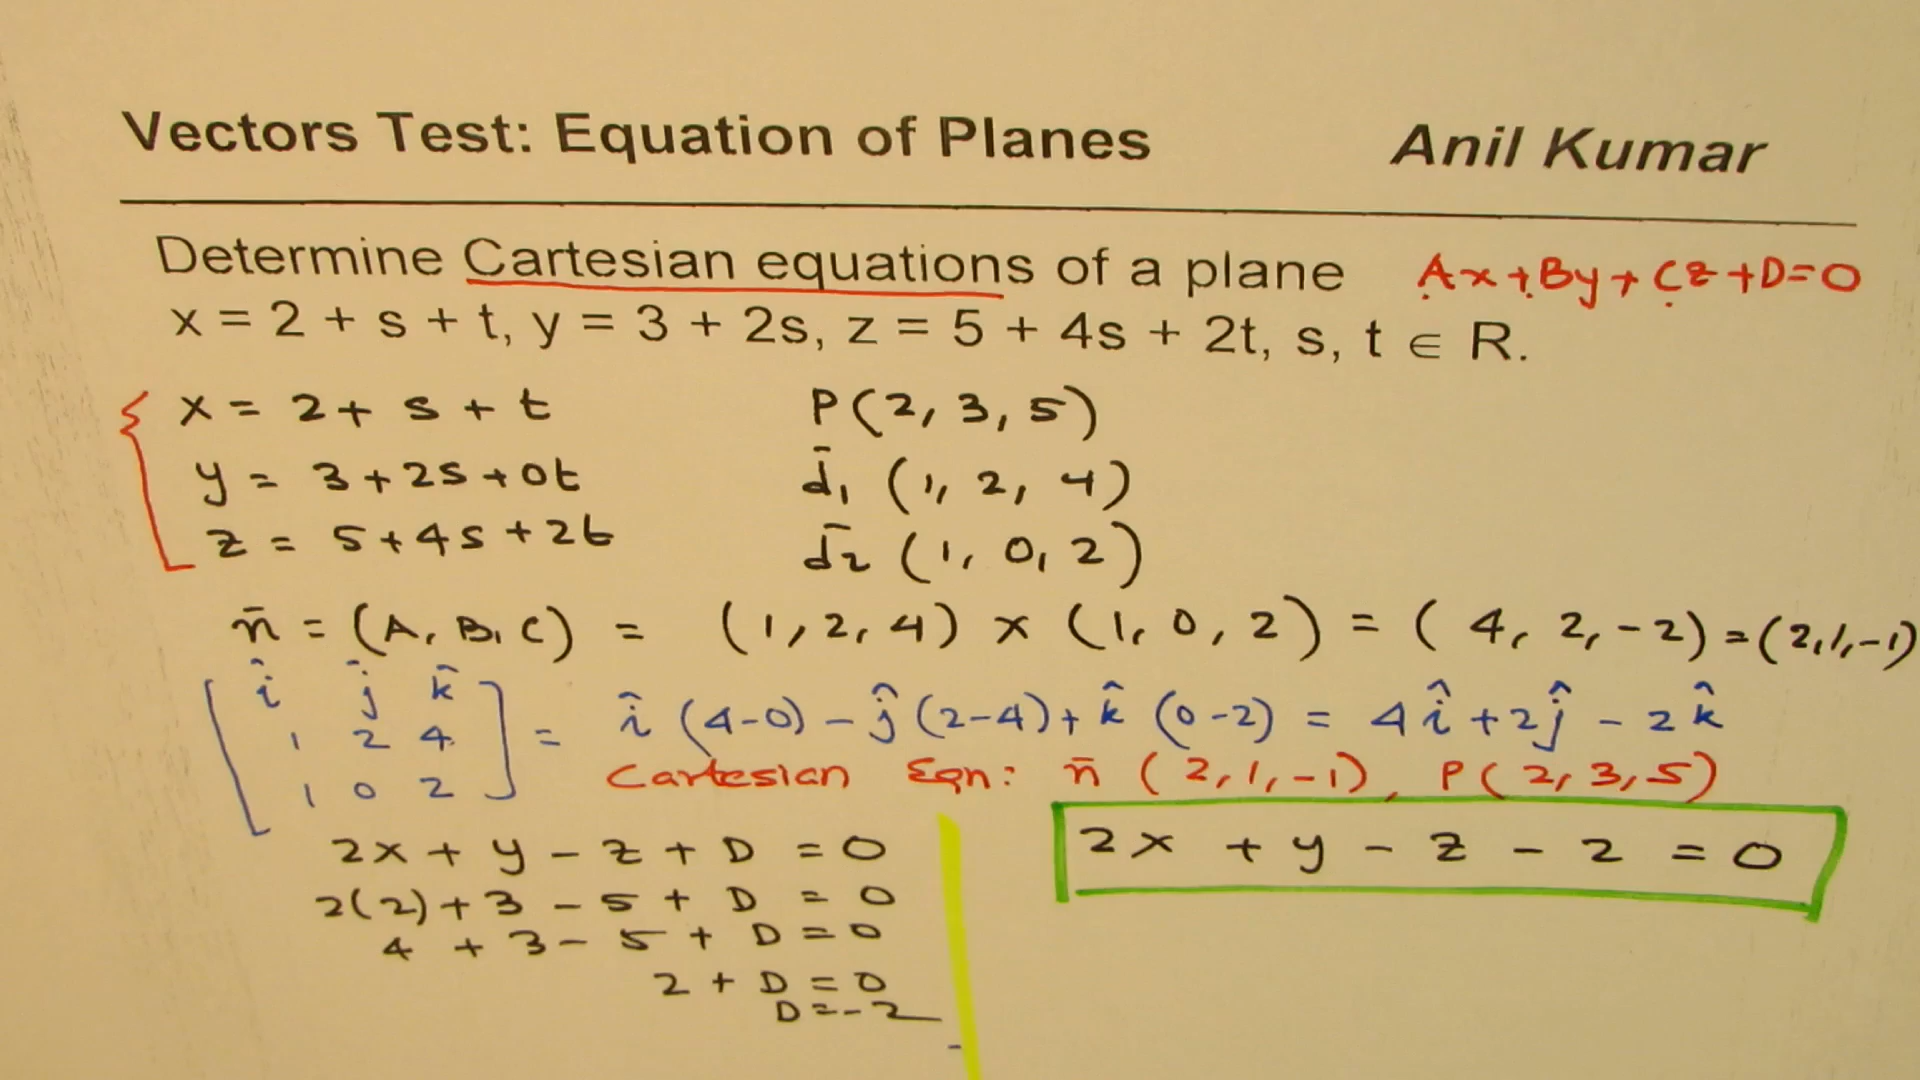 Vectors Test: Equation of Planes Anil Kumar
Determine Cartesian equations of a plane Ax+By+Cz+D=0
x = 2 + s + t, y = 3 + 2s, z = 5 + 4s + 2t, s, t ∈ R.
x = 2 + s + t P(2, 3, 5)
y = 3+2s+0t d̄₁ (1, 2, 4)
z = 5+4s+2t d̄₂ (1, 0, 2)
n̄ = (A, B, C) = (1, 2, 4) × (1, 0, 2) = (4, 2, -2) = (2, 1, -1)
î ĵ k̂
1 2 4 = î (4-0) - ĵ (2-4) + k̂ (0-2) = 4î + 2ĵ - 2k̂
1 0 2 Cartesian Eqn: n̄ (2, 1, -1), P(2, 3, 5)
2x + y - z + D = 0 2x + y - z - 2 = 0
2(2) + 3 - 5 + D = 0
4 + 3 - 5 + D = 0
2 + D = 0
D = -2